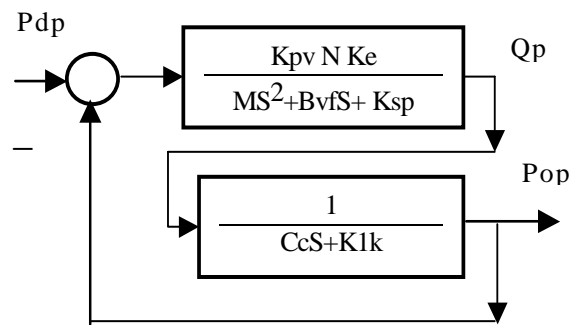 Pdp
Kpv N Ke
Qp
MS²+BvfS+ Ksp
–
Pop
1
CcS+K1k